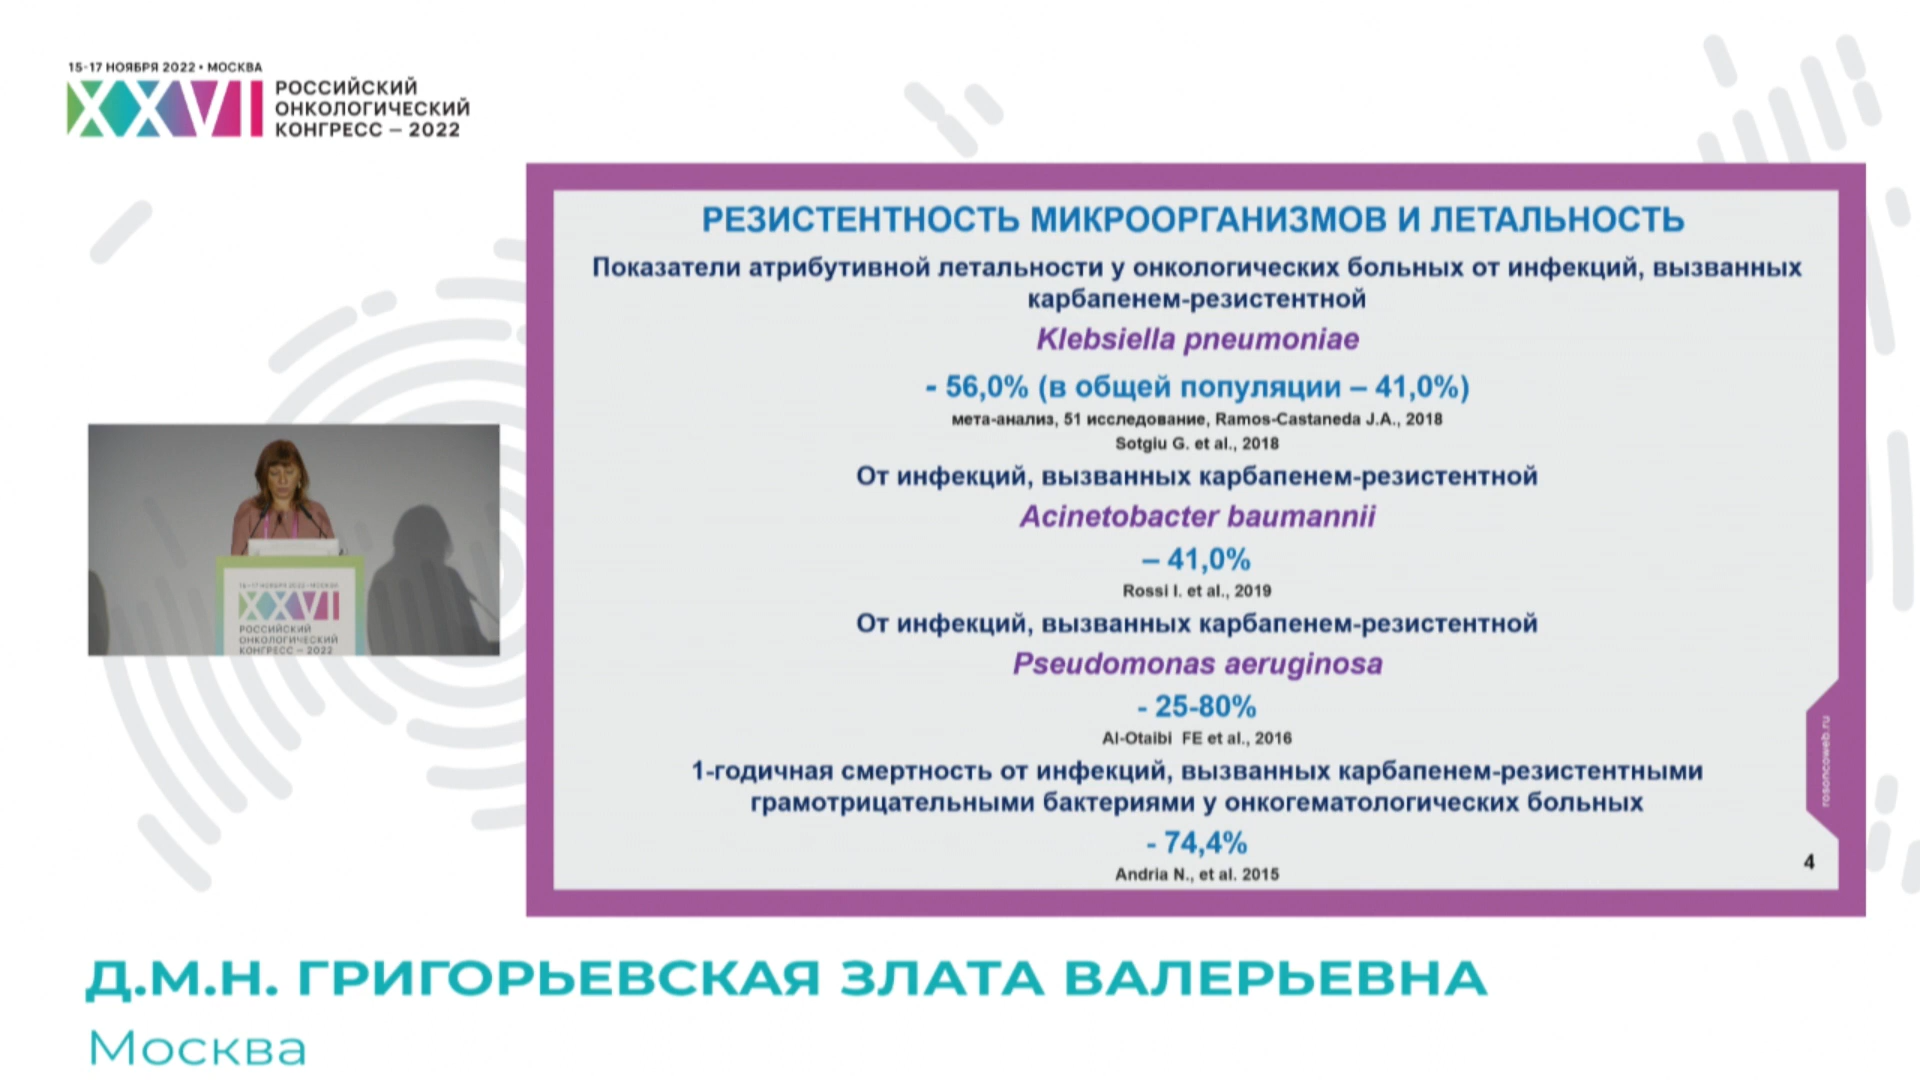 15-17 НОЯБРЯ 2022 • МОСКВА
XXVI
РОССИЙСКИЙ
ОНКОЛОГИЧЕСКИЙ
КОНГРЕСС – 2022
РЕЗИСТЕНТНОСТЬ МИКРООРГАНИЗМОВ И ЛЕТАЛЬНОСТЬ
Показатели атрибутивной летальности у онкологических больных от инфекций, вызванных
карбапенем-резистентной
Klebsiella pneumoniae
- 56,0% (в общей популяции – 41,0%)
мета-анализ, 51 исследование, Ramos-Castaneda J.A., 2018
Sotgiu G. et al., 2018
От инфекций, вызванных карбапенем-резистентной
Acinetobacter baumannii
– 41,0%
Rossi I. et al., 2019
От инфекций, вызванных карбапенем-резистентной
Pseudomonas aeruginosa
- 25-80%
Al-Otaibi FE et al., 2016
1-годичная смертность от инфекций, вызванных карбапенем-резистентными
грамотрицательными бактериями у онкогематологических больных
- 74,4%
Andria N., et al. 2015
4
rosoncoweb.ru
15-17 НОЯБРЯ 2022 • МОСКВА
XXVI
РОССИЙСКИЙ
ОНКОЛОГИЧЕСКИЙ
КОНГРЕСС – 2022
Д.М.Н. ГРИГОРЬЕВСКАЯ ЗЛАТА ВАЛЕРЬЕВНА
Москва